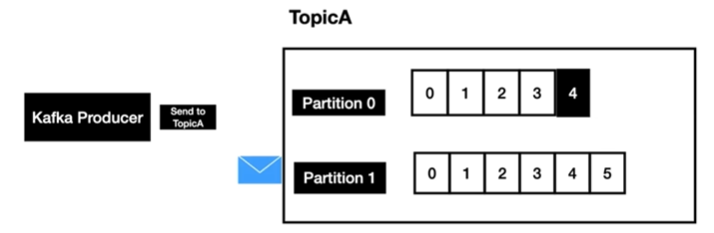 TopicA
Kafka Producer
Send to
TopicA
Partition 0
0 1 2 3 4
Partition 1
0 1 2 3 4 5